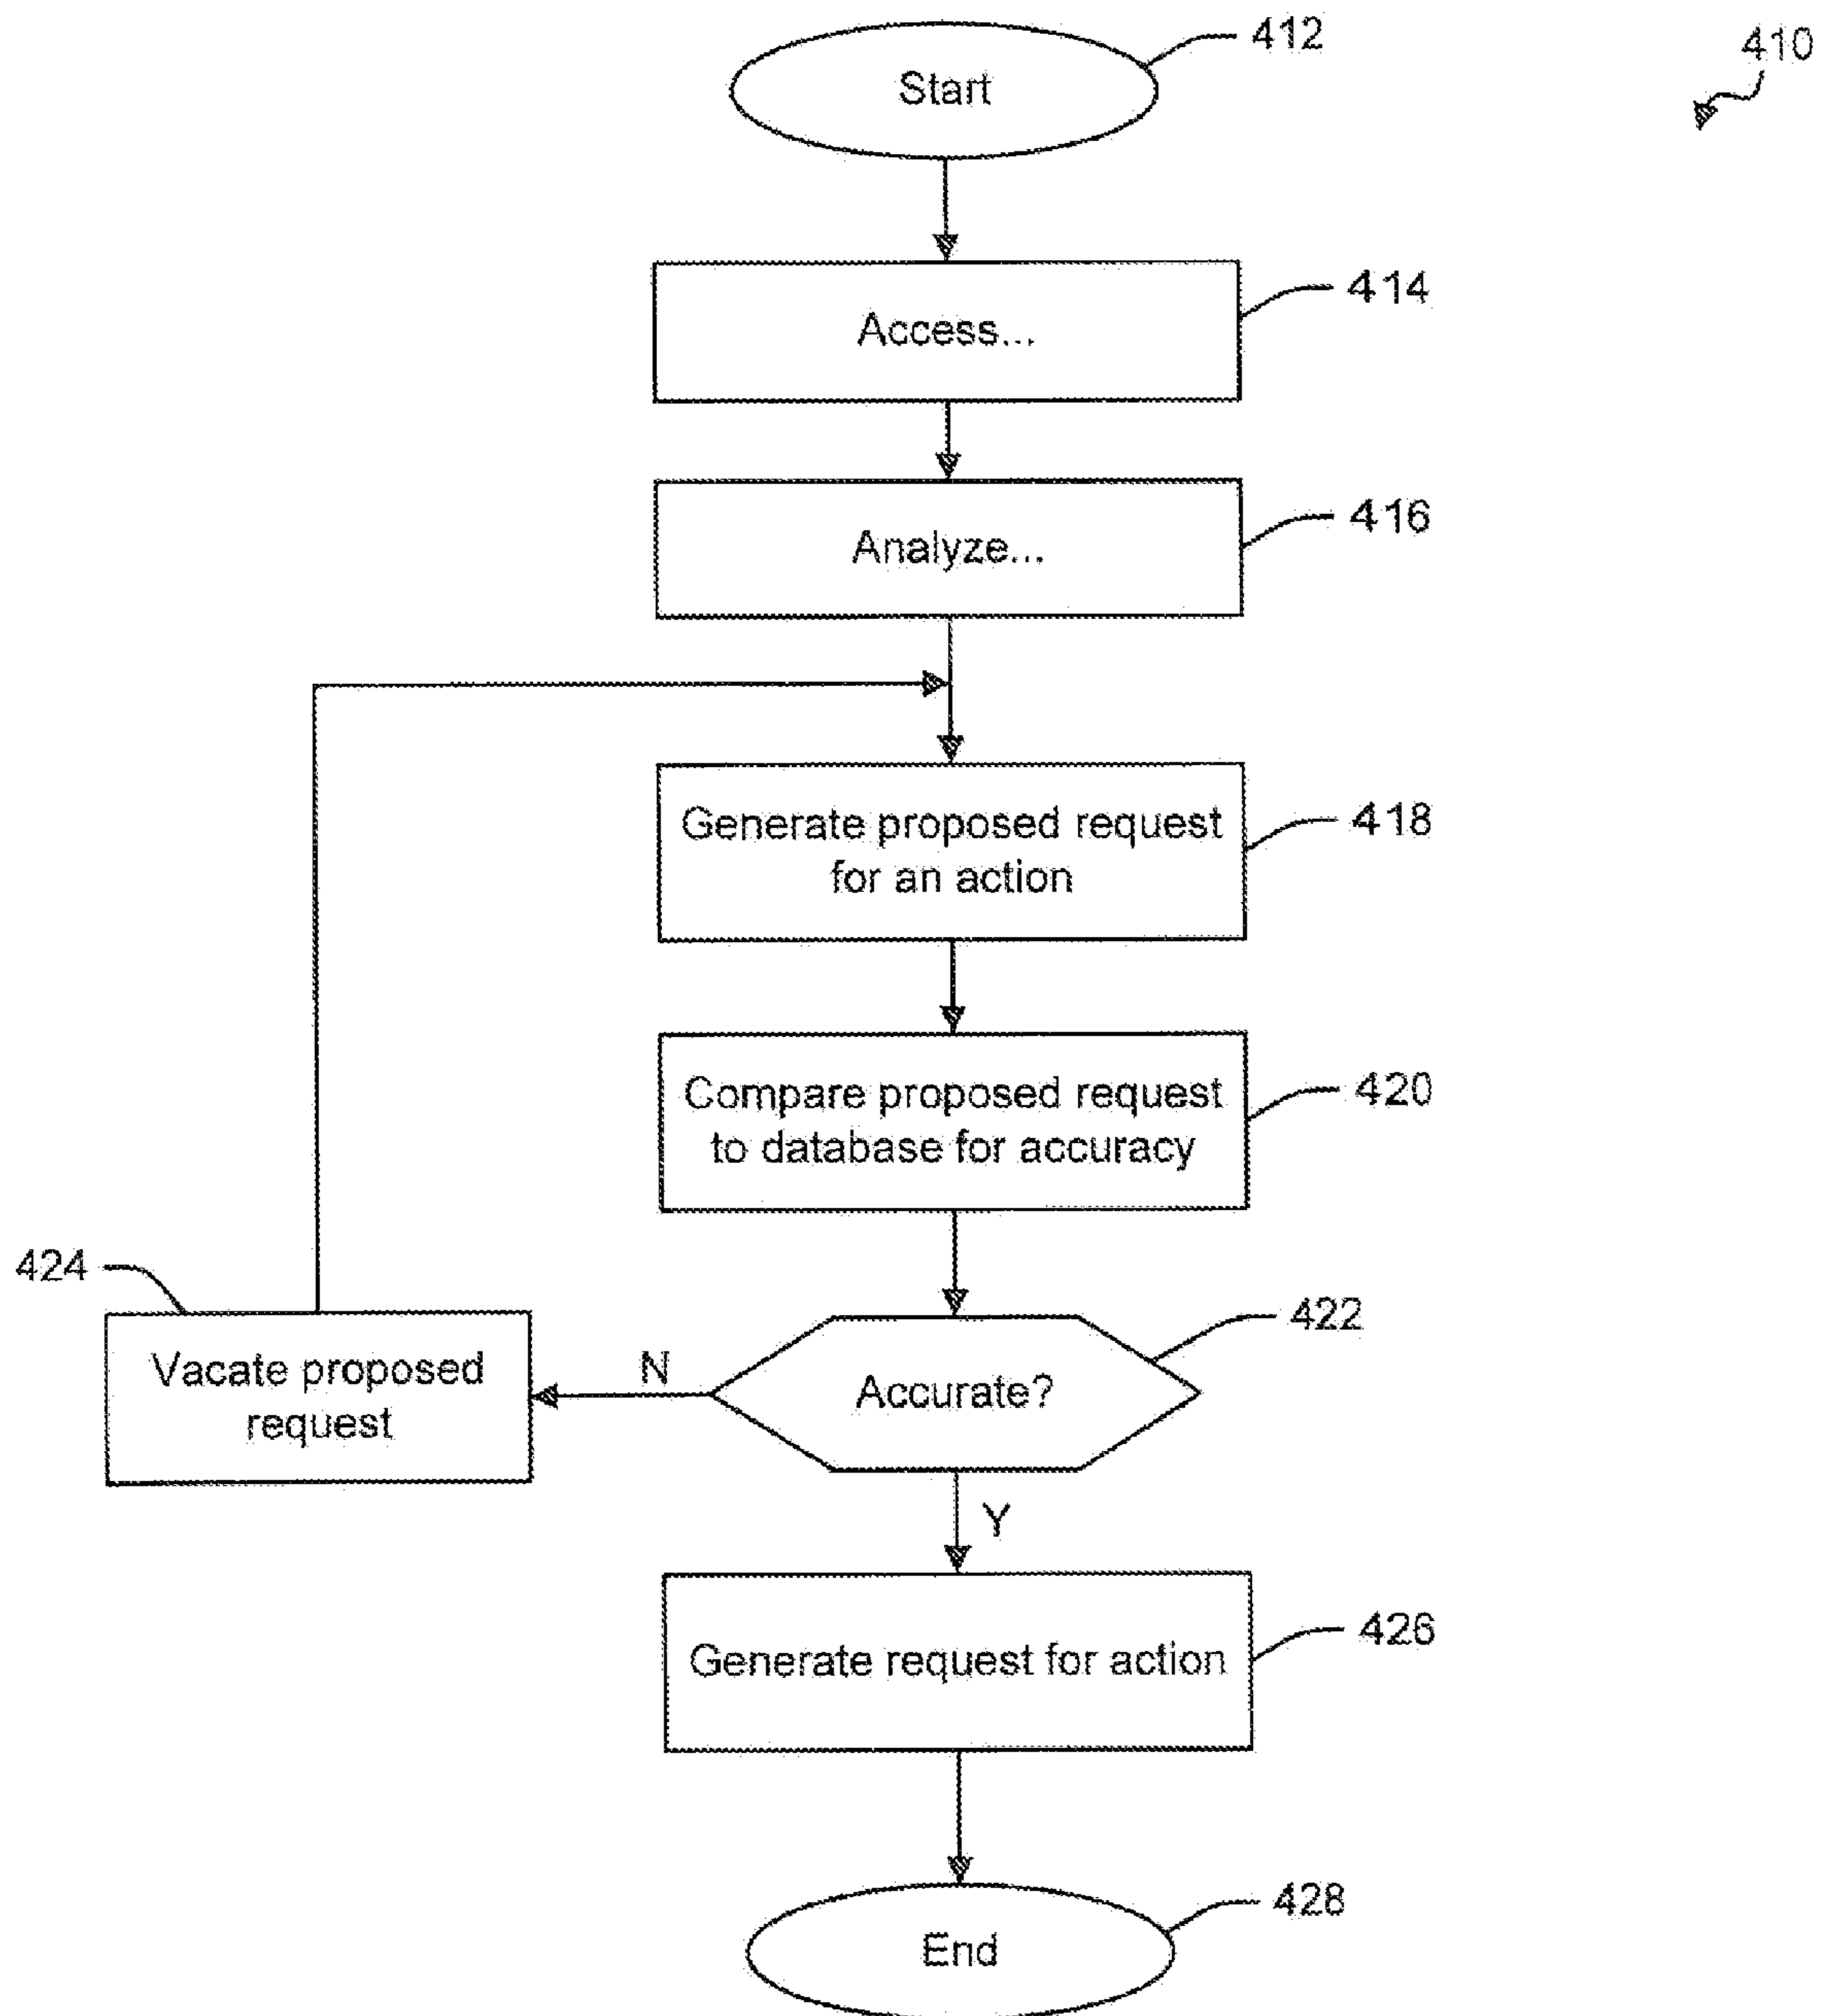 412
410
Start
414
Access...
416
Analyze...
418
Generate proposed request
for an action
420
Compare proposed request
to database for accuracy
424
422
Vacate proposed
request
N
Accurate?
Y
426
Generate request for action
428
End